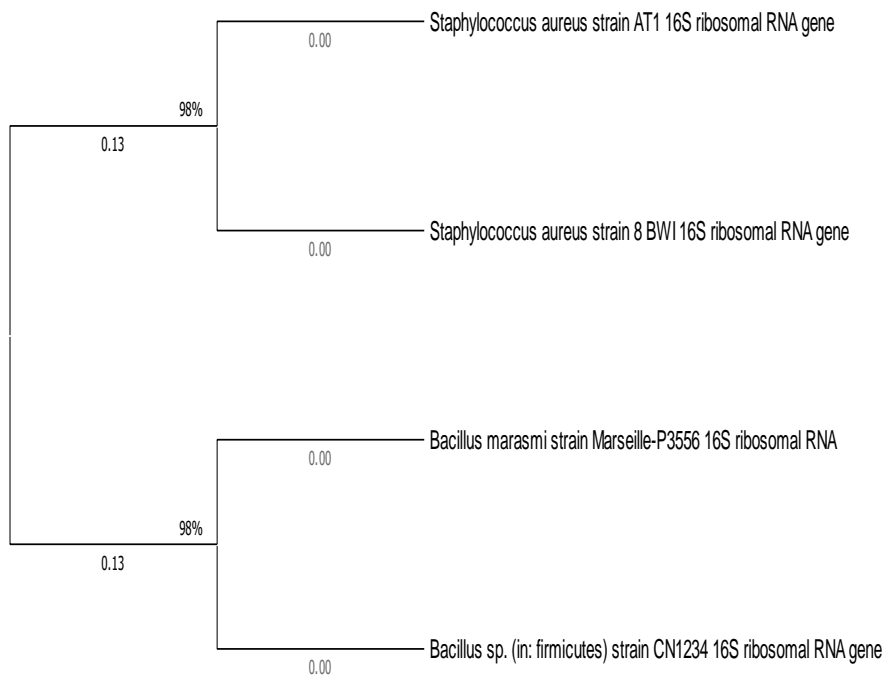 Staphylococcus aureus strain AT1 16S ribosomal RNA gene
0.00
98%
0.13
Staphylococcus aureus strain 8 BWI 16S ribosomal RNA gene
0.00
Bacillus marasmi strain Marseille-P3556 16S ribosomal RNA
0.00
98%
0.13
Bacillus sp. (in: firmicutes) strain CN1234 16S ribosomal RNA gene
0.00